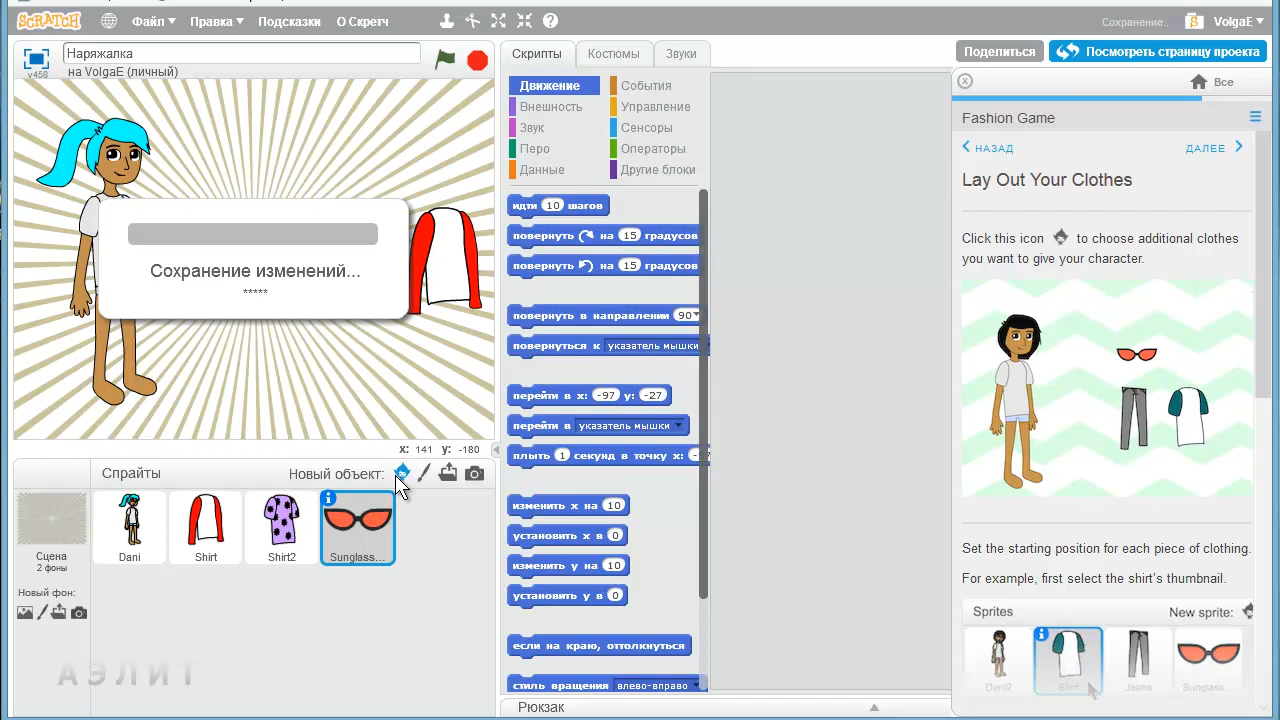 SCRATCH Файл Правка Подсказки О Скретч Сохранение... VolgaE
v458 Наряжалка
на VolgaE (личный)
Сохранение изменений...
*****
x: 141 y: -180
Спрайты Новый объект:
Сцена
2 фоны
Новый фон:
Dani Shirt Shirt2 Sunglass...
АЭЛИТ
Скрипты Костюмы Звуки
Движение События
Внешность Управление
Звук Сенсоры
Перо Операторы
Данные Другие блоки
идти 10 шагов
повернуть на 15 градусов
повернуть на 15 градусов
повернуть в направлении 90
повернуться к указатель мышки
перейти в x: -97 y: -27
перейти в указатель мышки
плыть 1 секунд в точку x:
изменить x на 10
установить x в 0
изменить y на 10
установить y в 0
если на краю, оттолкнуться
стиль вращения влево-вправо
Рюкзак
Поделиться Посмотреть страницу проекта
Все
Fashion Game
НАЗАД ДАЛЕЕ
Lay Out Your Clothes
Click this icon to choose additional clothes
you want to give your character.
Set the starting position for each piece of clothing.
For example, first select the shirt's thumbnail.
Sprites New sprite:
Dani2 Shirt Jeans Sunglass...